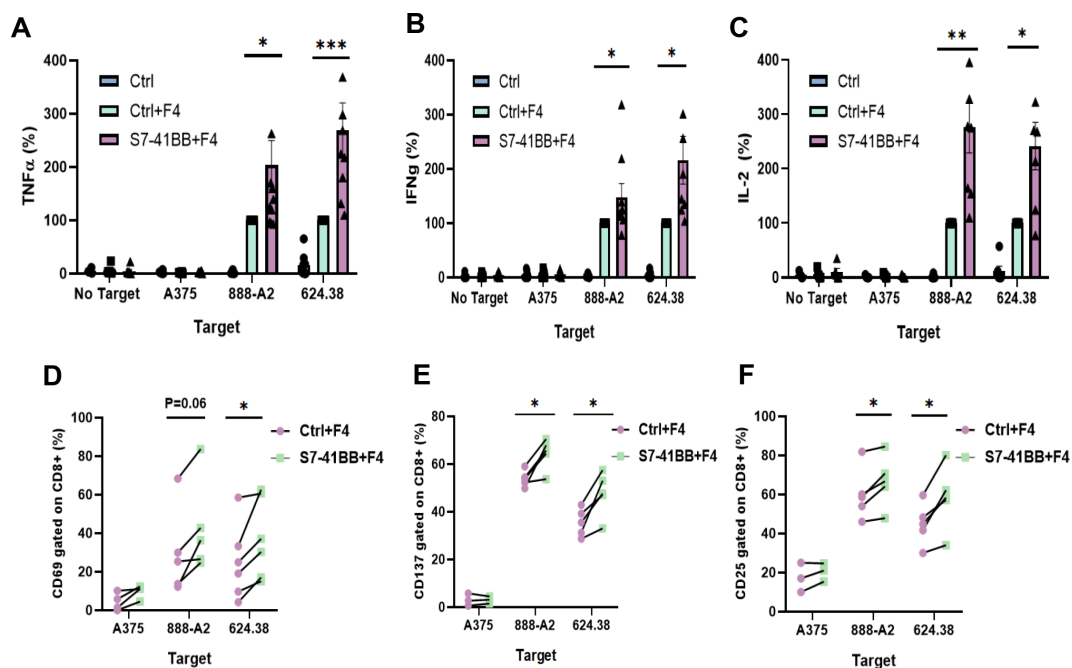 A
TNFα (%)
400
300
200
100
0
Ctrl
Ctrl+F4
S7-41BB+F4
*
***
No Target
A375
888-A2
624.38
Target
B
IFNg (%)
400
300
200
100
0
Ctrl
Ctrl+F4
S7-41BB+F4
*
*
No Target
A375
888-A2
624.38
Target
C
IL-2 (%)
400
300
200
100
0
Ctrl
Ctrl+F4
S7-41BB+F4
**
*
No Target
A375
888-A2
624.38
Target
D
CD69 gated on CD8+ (%)
100
80
60
40
20
0
P=0.06
*
Ctrl+F4
S7-41BB+F4
A375
888-A2
624.38
Target
E
CD137 gated on CD8+ (%)
80
60
40
20
0
*
*
Ctrl+F4
S7-41BB+F4
A375
888-A2
624.38
Target
F
CD25 gated on CD8+ (%)
100
80
60
40
20
0
*
*
Ctrl+F4
S7-41BB+F4
A375
888-A2
624.38
Target